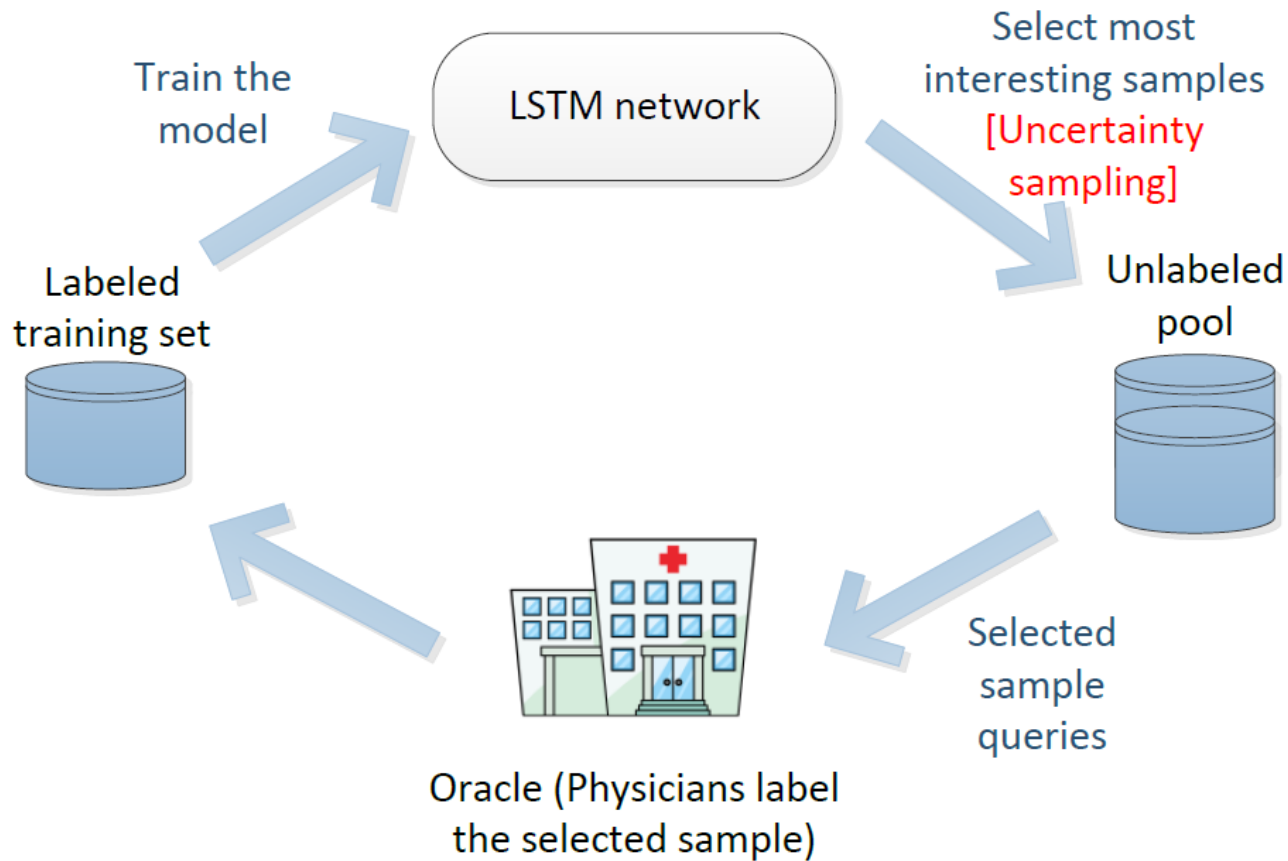 Train the
model
LSTM network
Select most
interesting samples
[Uncertainty
sampling]
Labeled
training set
Unlabeled
pool
Selected
sample
queries
Oracle (Physicians label
the selected sample)